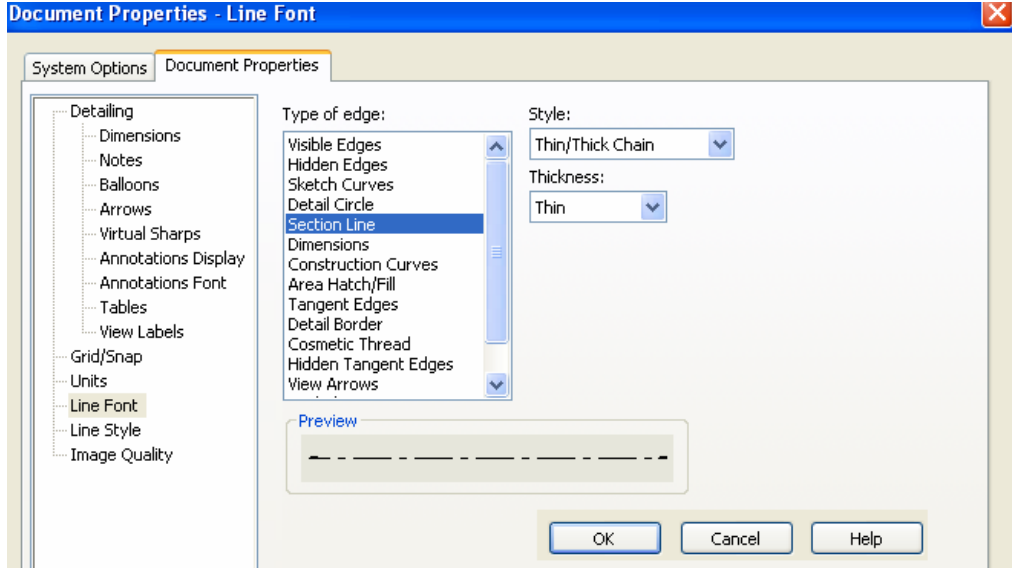 Document Properties - Line Font
System Options
Document Properties
Detailing
Dimensions
Notes
Balloons
Arrows
Virtual Sharps
Annotations Display
Annotations Font
Tables
View Labels
Grid/Snap
Units
Line Font
Line Style
Image Quality
Type of edge:
Visible Edges
Hidden Edges
Sketch Curves
Detail Circle
Section Line
Dimensions
Construction Curves
Area Hatch/Fill
Tangent Edges
Detail Border
Cosmetic Thread
Hidden Tangent Edges
View Arrows
Style:
Thin/Thick Chain
Thickness:
Thin
Preview
OK
Cancel
Help